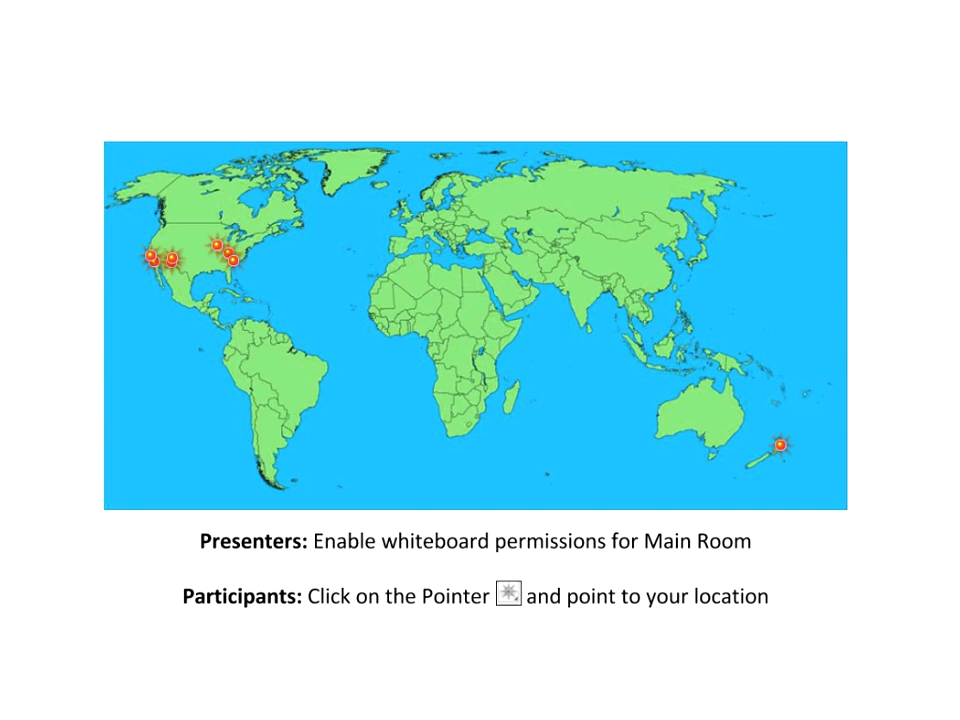 Presenters: Enable whiteboard permissions for Main Room
Participants: Click on the Pointer and point to your location